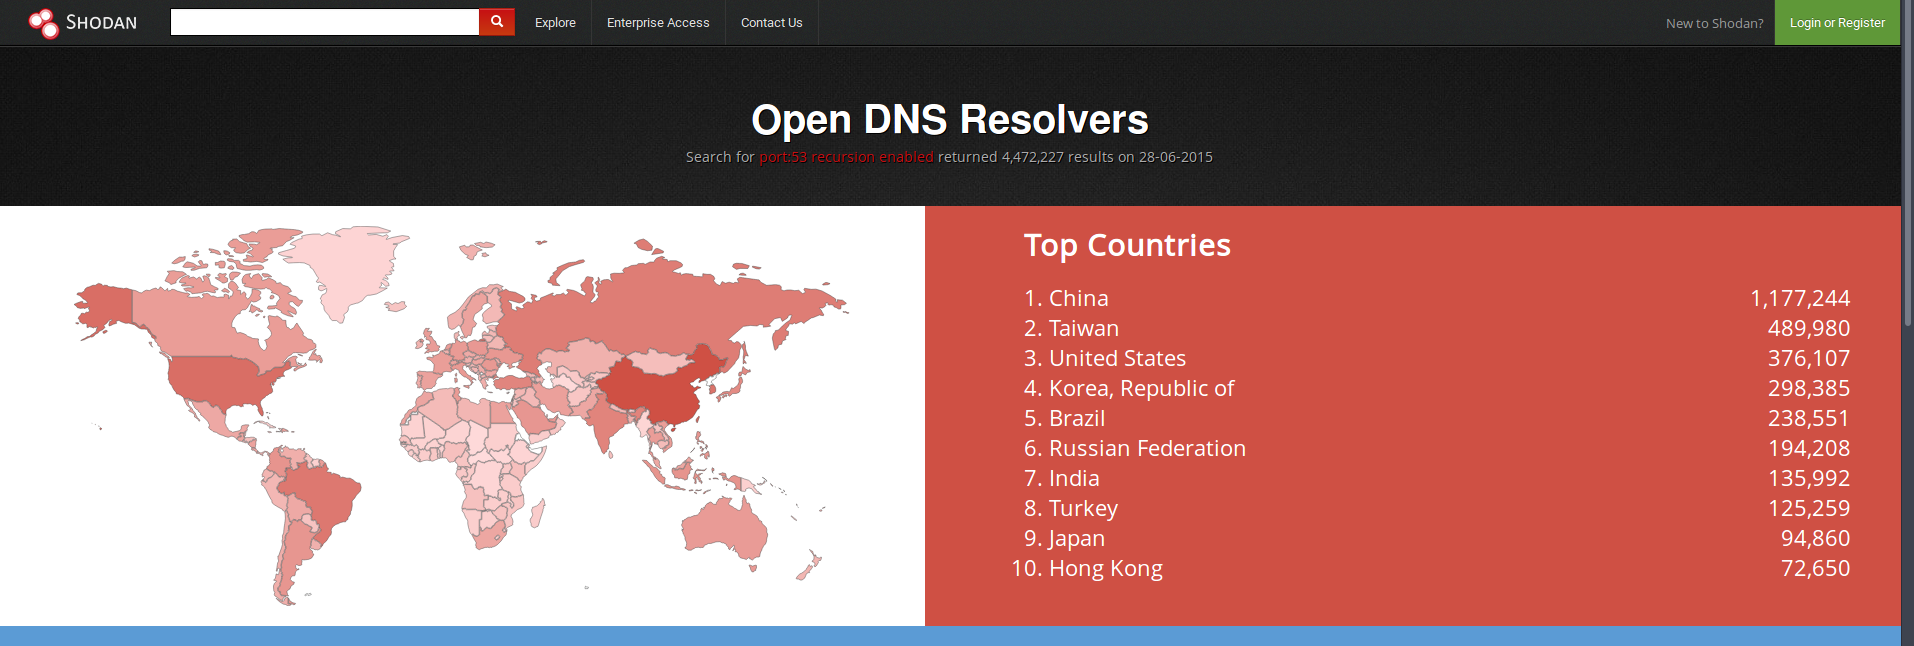 SHODAN Explore Enterprise Access Contact Us New to Shodan? Login or Register
Open DNS Resolvers
Search for port:53 recursion enabled returned 4,472,227 results on 28-06-2015
Top Countries
1. China 1,177,244
2. Taiwan 489,980
3. United States 376,107
4. Korea, Republic of 298,385
5. Brazil 238,551
6. Russian Federation 194,208
7. India 135,992
8. Turkey 125,259
9. Japan 94,860
10. Hong Kong 72,650